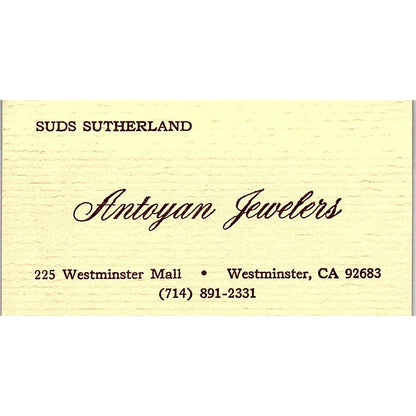 SUDS SUTHERLAND
Antoyan Jewelers
225 Westminster Mall • Westminster, CA 92683
(714) 891-2331